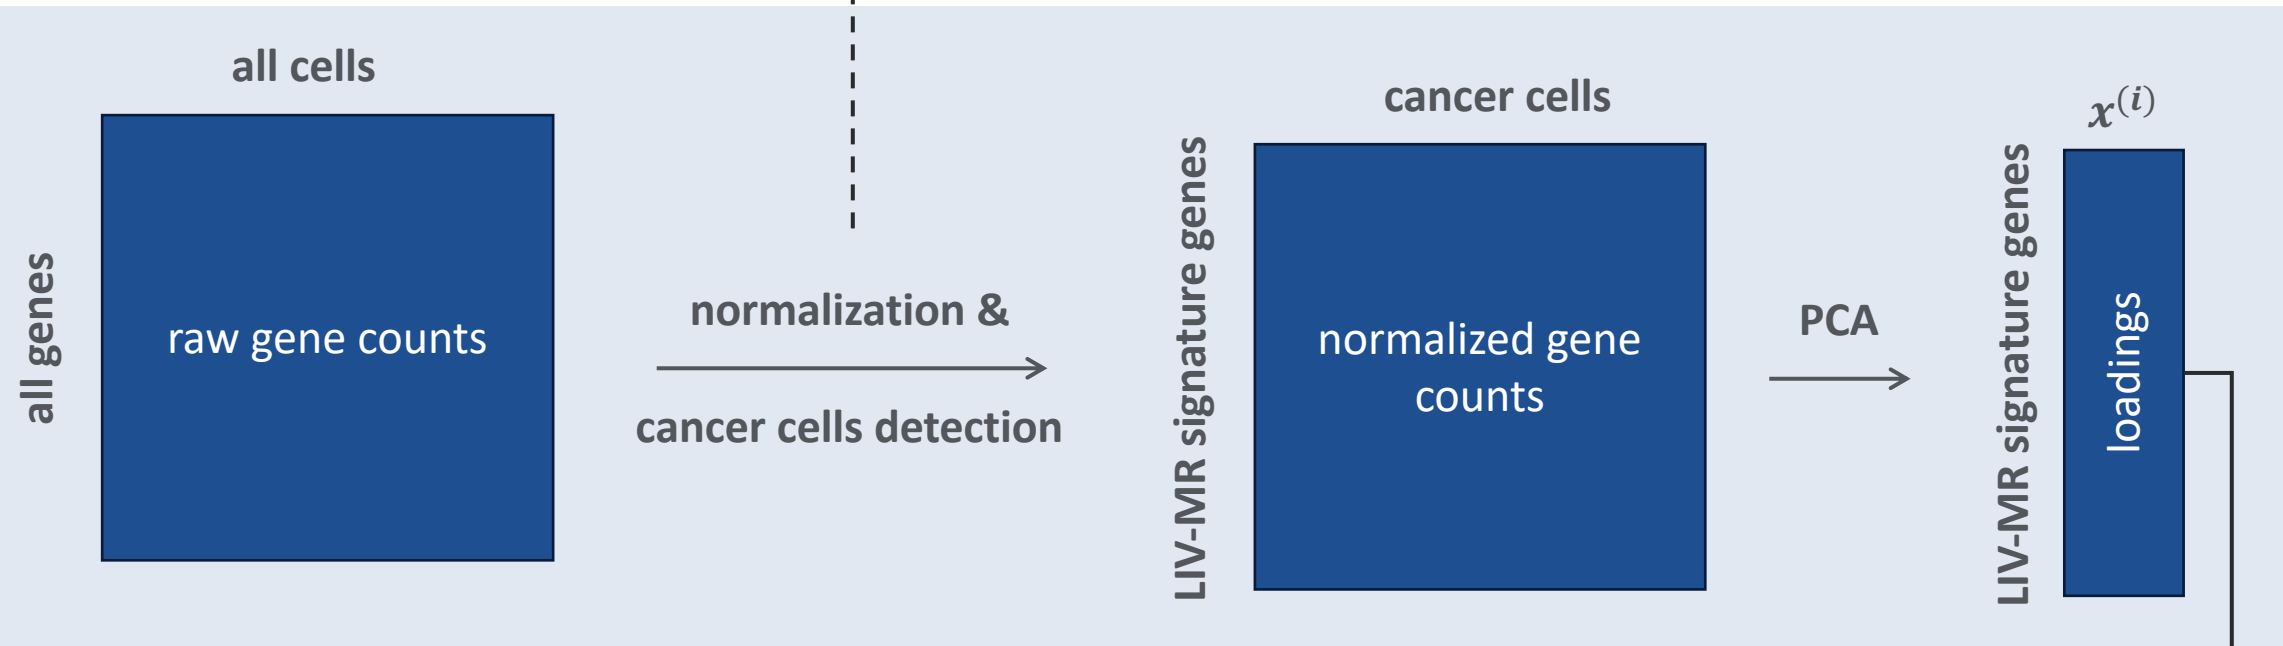 all cells
all genes
raw gene counts
normalization &
cancer cells detection
cancer cells
LIV-MR signature genes
normalized gene
counts
PCA
x^(i)
LIV-MR signature genes
loadings